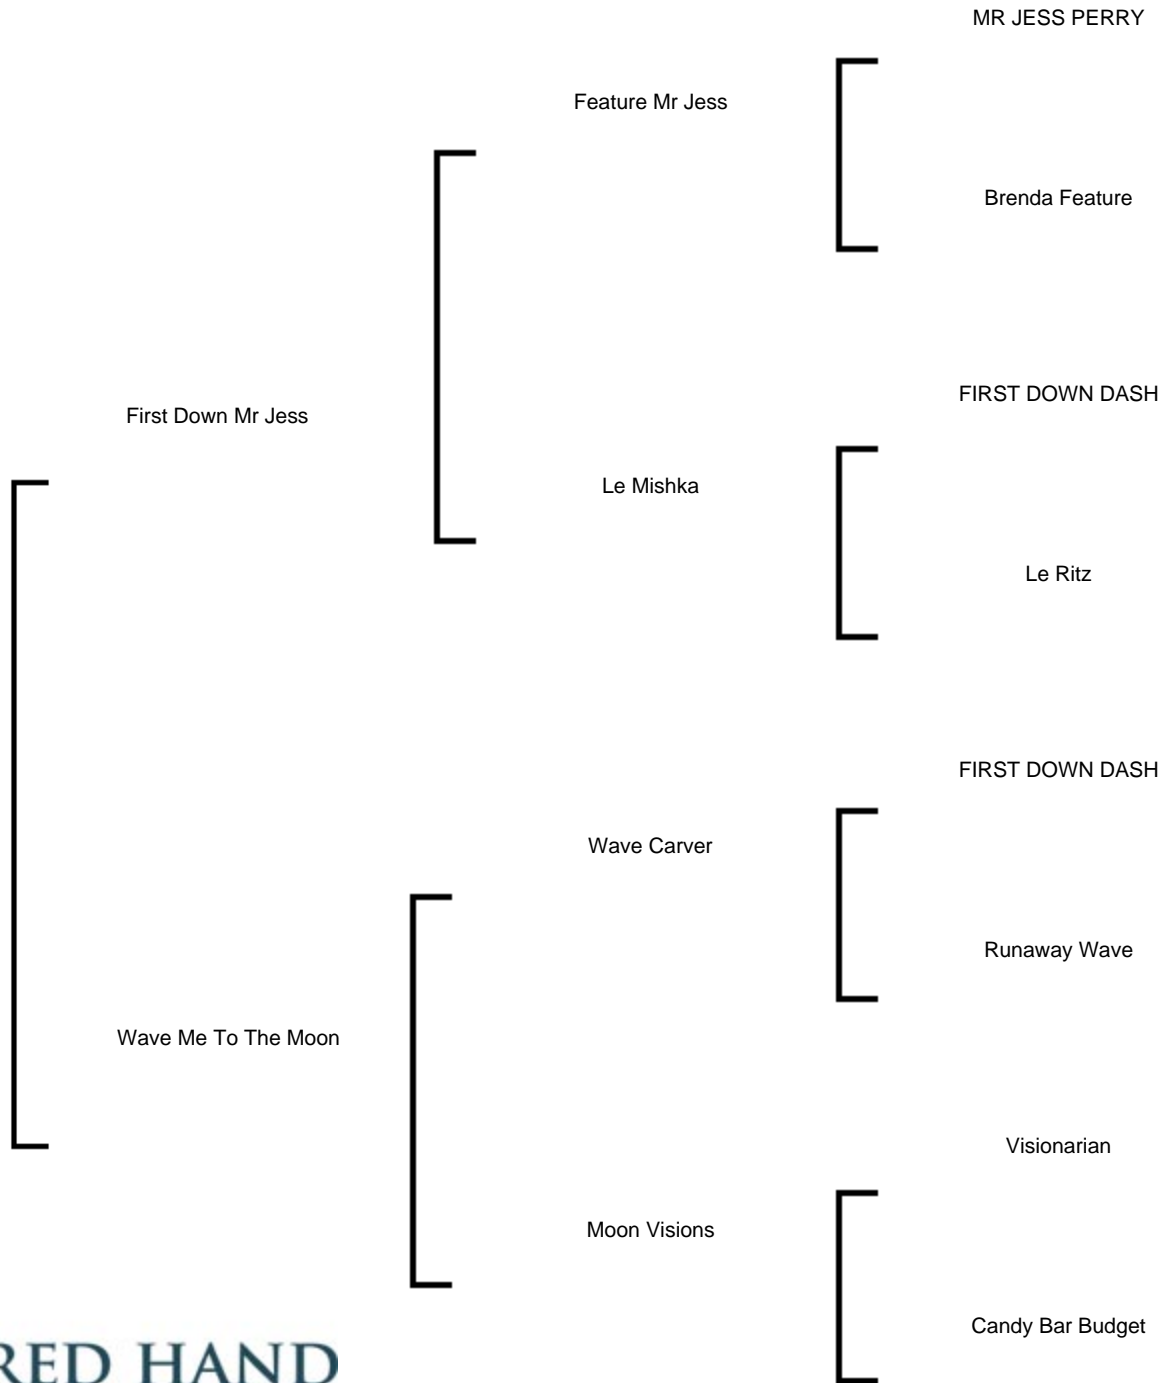 MR JESS PERRY
Feature Mr Jess
Brenda Feature
FIRST DOWN DASH
First Down Mr Jess
Le Mishka
Le Ritz
FIRST DOWN DASH
Wave Carver
Runaway Wave
Wave Me To The Moon
Visionarian
Moon Visions
Candy Bar Budget
HAND